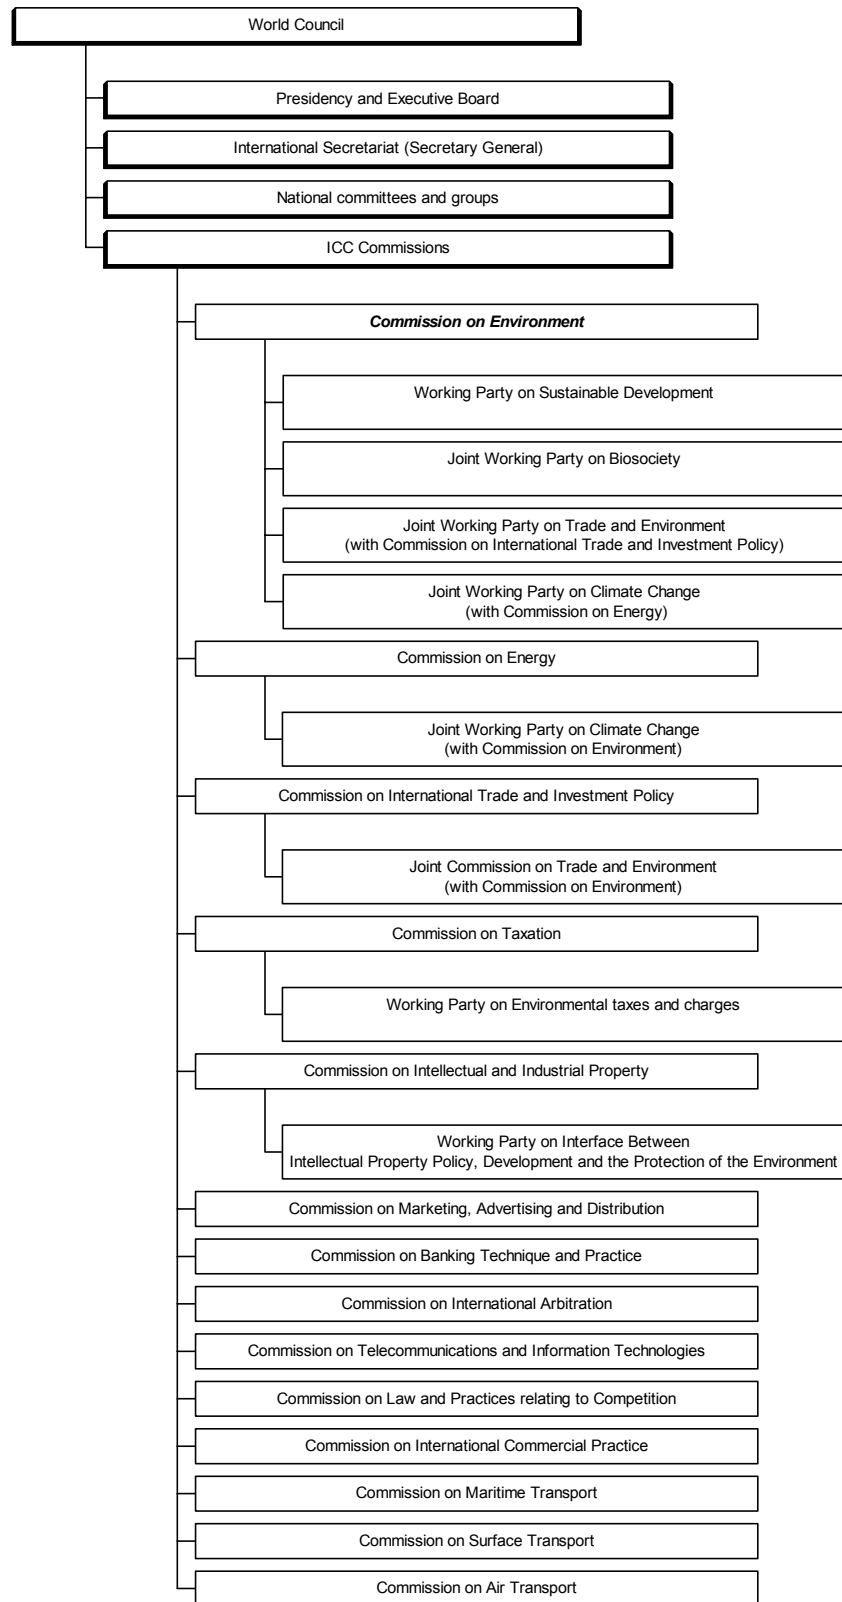 World Council
Presidency and Executive Board
International Secretariat (Secretary General)
National committees and groups
ICC Commissions
Commission on Environment
Working Party on Sustainable Development
Joint Working Party on Biosociety
Joint Working Party on Trade and Environment
(with Commission on International Trade and Investment Policy)
Joint Working Party on Climate Change
(with Commission on Energy)
Commission on Energy
Joint Working Party on Climate Change
(with Commission on Environment)
Commission on International Trade and Investment Policy
Joint Commission on Trade and Environment
(with Commission on Environment)
Commission on Taxation
Working Party on Environmental taxes and charges
Commission on Intellectual and Industrial Property
Working Party on Interface Between
Intellectual Property Policy, Development and the Protection of the Environment
Commission on Marketing, Advertising and Distribution
Commission on Banking Technique and Practice
Commission on International Arbitration
Commission on Telecommunications and Information Technologies
Commission on Law and Practices relating to Competition
Commission on International Commercial Practice
Commission on Maritime Transport
Commission on Surface Transport
Commission on Air Transport